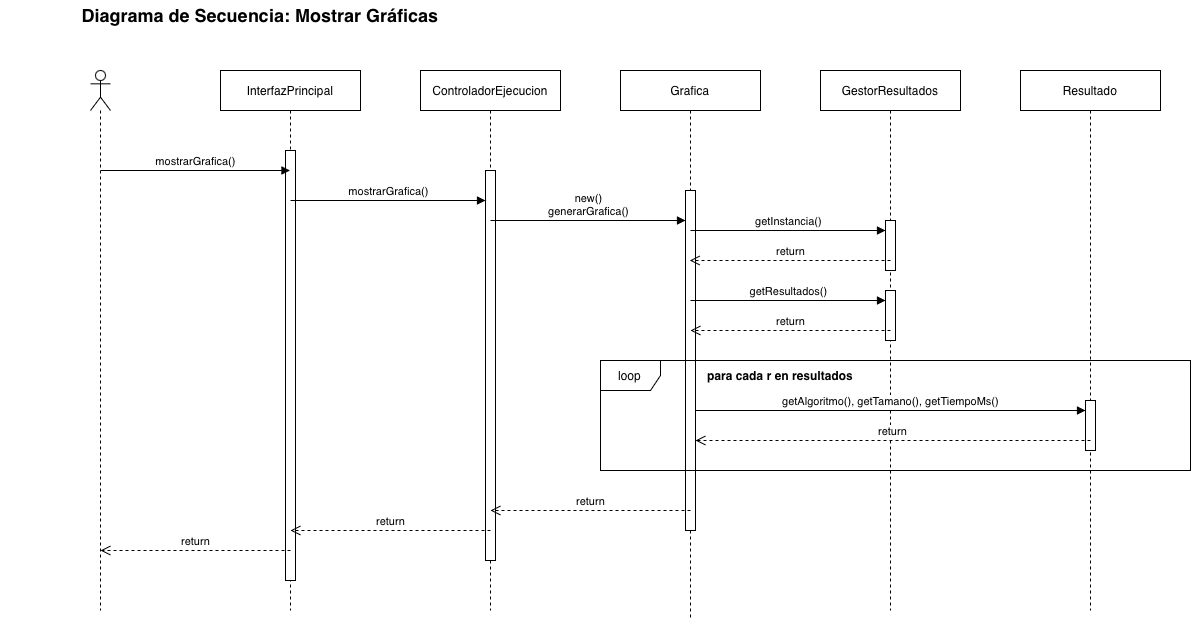 Diagrama de Secuencia: Mostrar Gráficas
InterfazPrincipal
ControladorEjecucion
Grafica
GestorResultados
Resultado
mostrarGrafica()
mostrarGrafica()
new()
generarGrafica()
getInstancia()
return
getResultados()
return
loop
para cada r en resultados
getAlgoritmo(), getTamano(), getTiempoMs()
return
return
return
return